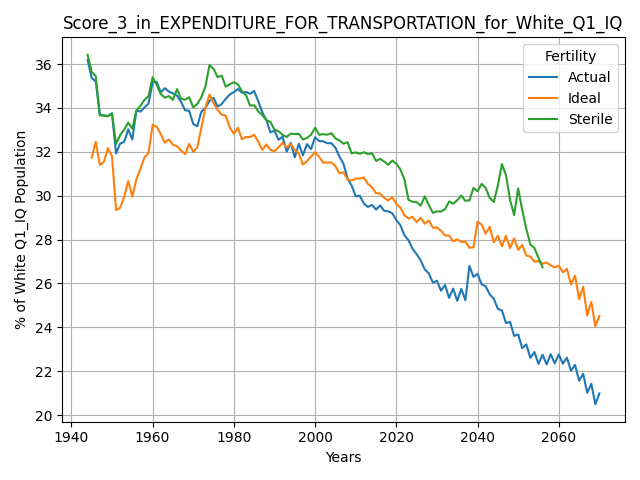 Score_3_in_EXPENDITURE_FOR_TRANSPORTATION_for_White_Q1_IQ
Fertility
Actual
Ideal
Sterile
% of White Q1_IQ Population
36
34
32
30
28
26
24
22
20
1940
1960
1980
2000
2020
2040
2060
Years